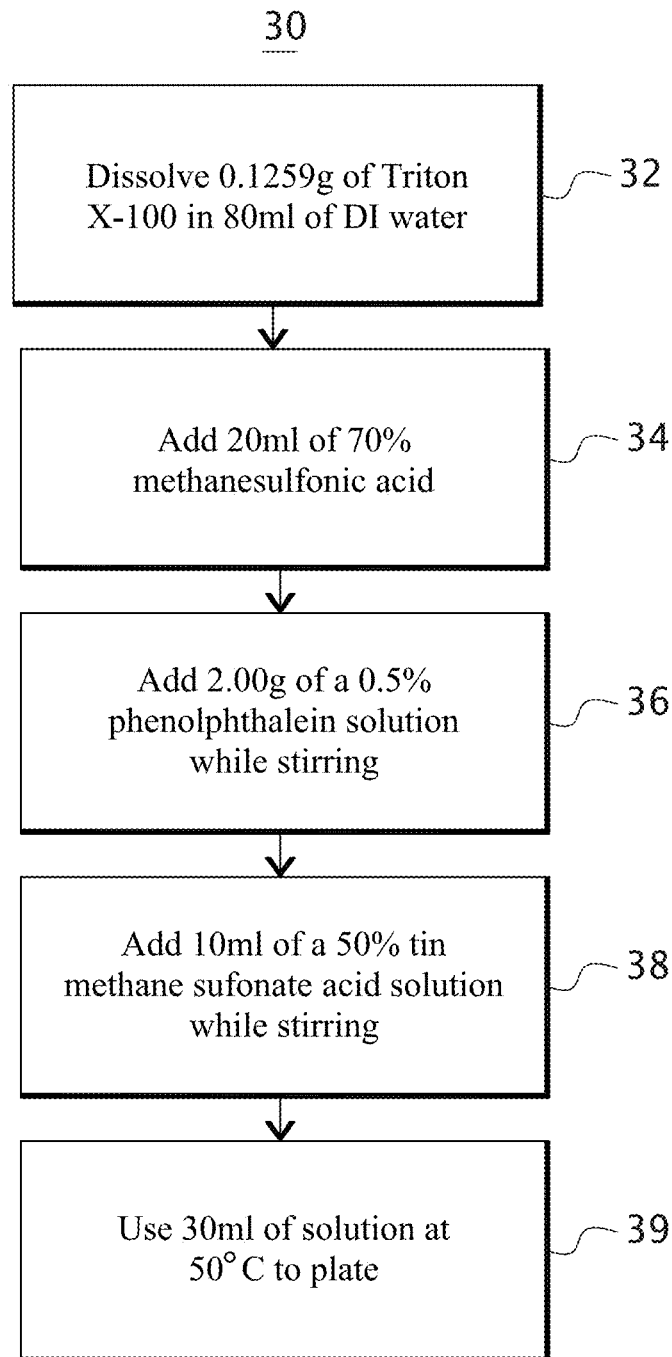 30
Dissolve 0.1259g of Triton
X-100 in 80ml of DI water
32
Add 20ml of 70%
methanesulfonic acid
34
Add 2.00g of a 0.5%
phenolphthalein solution
while stirring
36
Add 10ml of a 50% tin
methane sufonate acid solution
while stirring
38
Use 30ml of solution at
50° C to plate
39